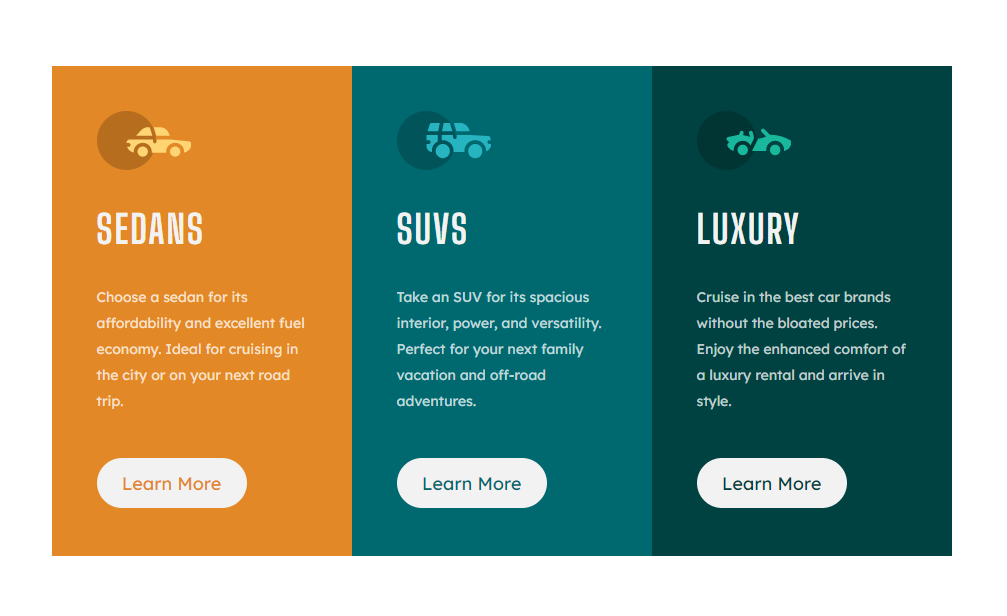 SEDANS
Choose a sedan for its
affordability and excellent fuel
economy. Ideal for cruising in
the city or on your next road
trip.
Learn More
SUVS
Take an SUV for its spacious
interior, power, and versatility.
Perfect for your next family
vacation and off-road
adventures.
Learn More
LUXURY
Cruise in the best car brands
without the bloated prices.
Enjoy the enhanced comfort of
a luxury rental and arrive in
style.
Learn More